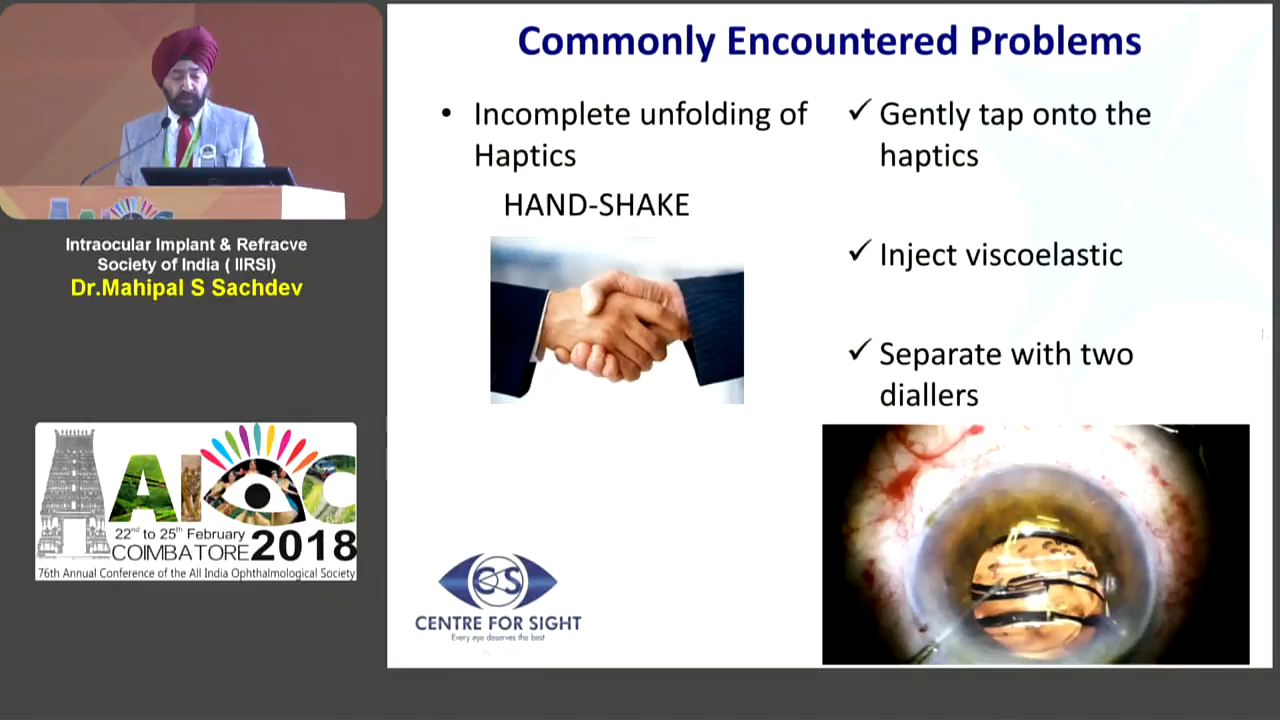 Commonly Encountered Problems
• Incomplete unfolding of
Haptics
HAND-SHAKE
✓ Gently tap onto the
haptics
✓ Inject viscoelastic
✓ Separate with two
diallers
CENTRE FOR SIGHT
Every eye deserves the best
Intraocular Implant & Refracve
Society of India ( IIRSI)
Dr.Mahipal S Sachdev
AIOC
22nd to 25th February
COIMBATORE 2018
76th Annual Conference of the All India Ophthalmological Society